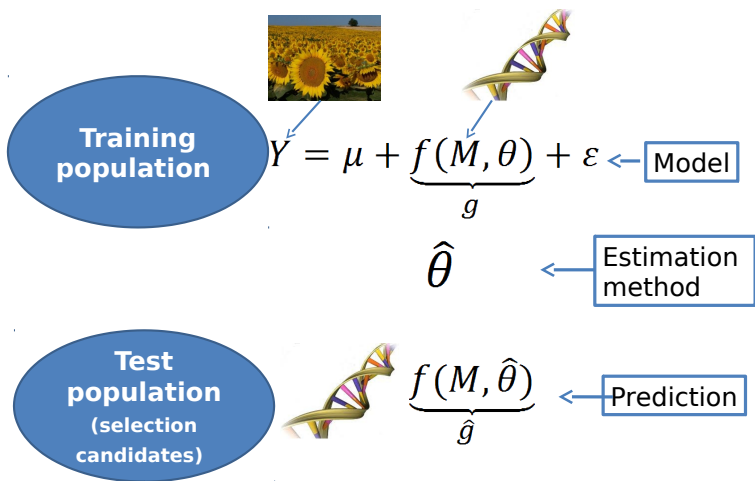 Training
population
Y = μ + f(M, θ) + ε
g
Model
θ̂
Estimation
method
Test
population
(selection
candidates)
f(M, θ̂)
ĝ
Prediction